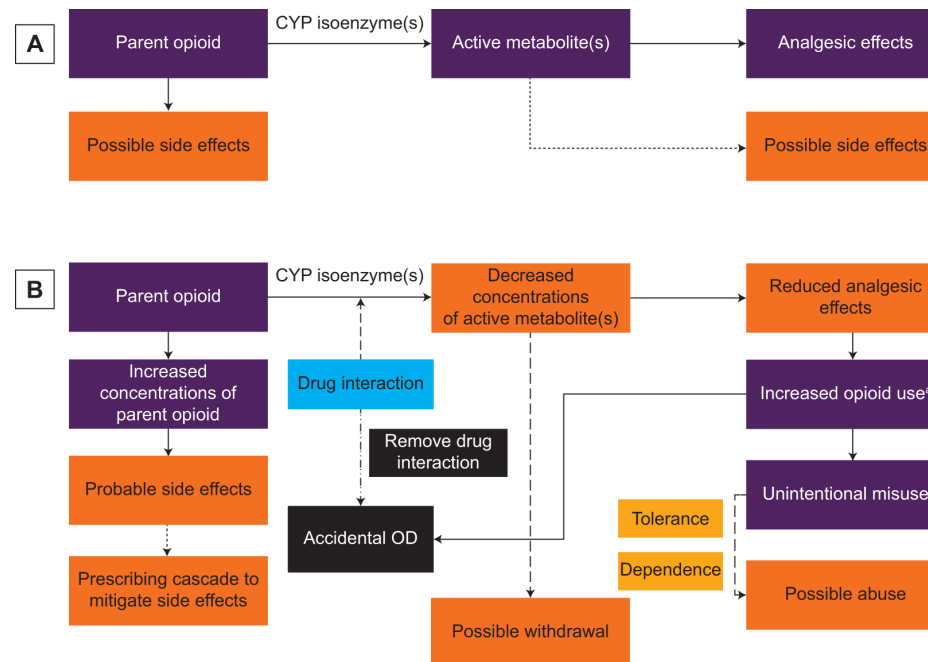 A
Parent opioid
CYP isoenzyme(s)
Active metabolite(s)
Analgesic effects
Possible side effects
Possible side effects
B
Parent opioid
CYP isoenzyme(s)
Decreased
concentrations
of active metabolite(s)
Reduced analgesic
effects
Increased
concentrations of
parent opioid
Drug interaction
Increased opioid use
Remove drug
interaction
Probable side effects
Unintentional misuse
Accidental OD
Tolerance
Dependence
Prescribing cascade to
mitigate side effects
Possible withdrawal
Possible abuse